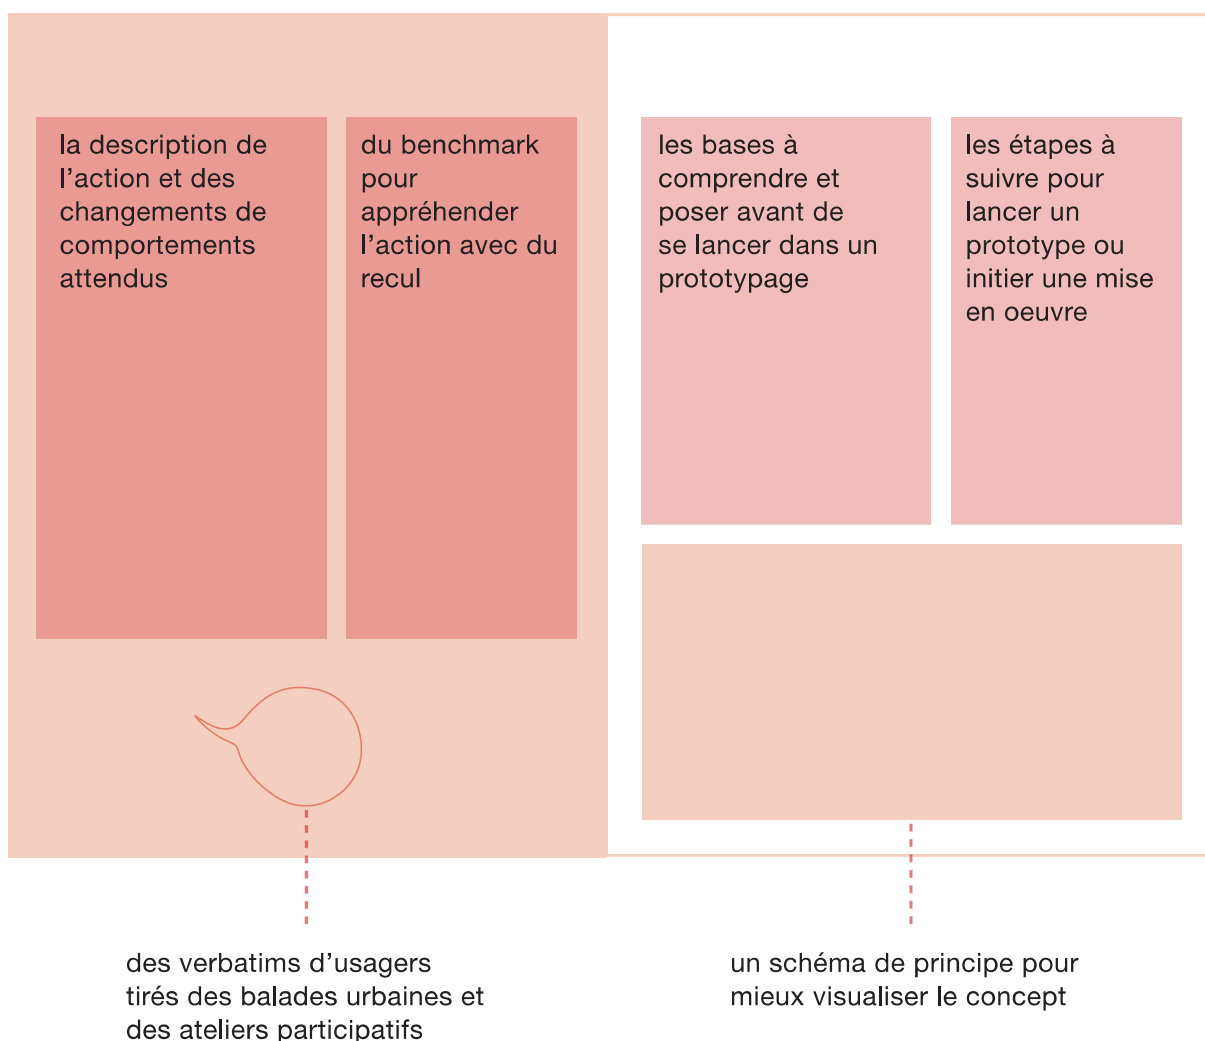 la description de
l’action et des
changements de
comportements
attendus
du benchmark
pour
appréhender
l’action avec du
recul
les bases à
comprendre et
poser avant de
se lancer dans un
prototypage
les étapes à
suivre pour
lancer un
prototype ou
initier une mise
en oeuvre
des verbatims d’usagers
tirés des balades urbaines et
des ateliers participatifs
un schéma de principe pour
mieux visualiser le concept